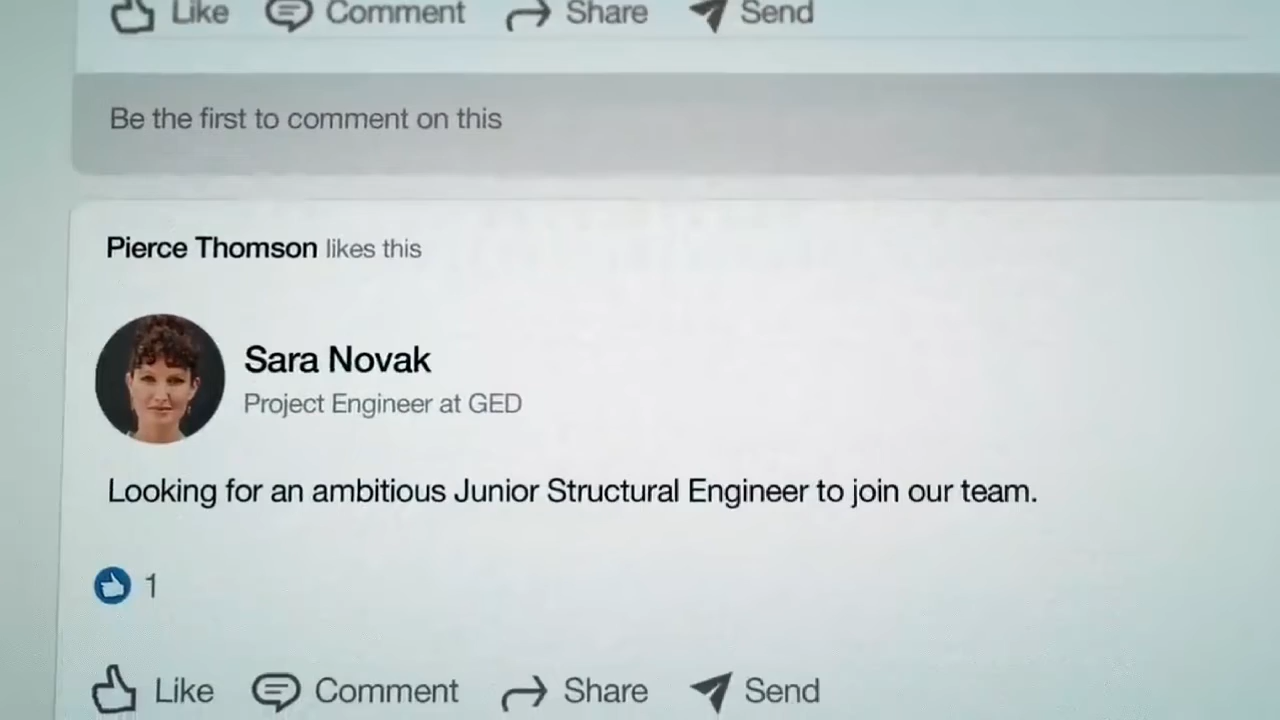 Like Comment Share Send
Be the first to comment on this
Pierce Thomson likes this
Sara Novak
Project Engineer at GED
Looking for an ambitious Junior Structural Engineer to join our team.
1
Like Comment Share Send